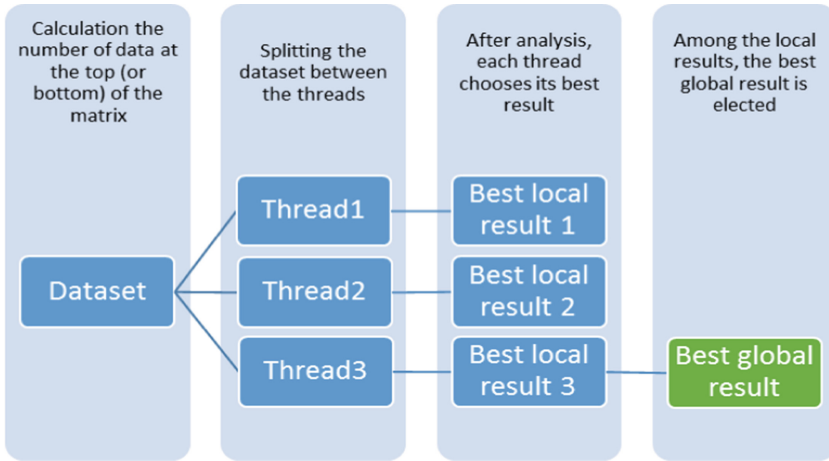 Calculation the
number of data at
the top (or
bottom) of the
matrix
Splitting the
dataset between
the threads
After analysis,
each thread
chooses its best
result
Among the local
results, the best
global result is
elected
Dataset
Thread1
Thread2
Thread3
Best local
result 1
Best local
result 2
Best local
result 3
Best global
result